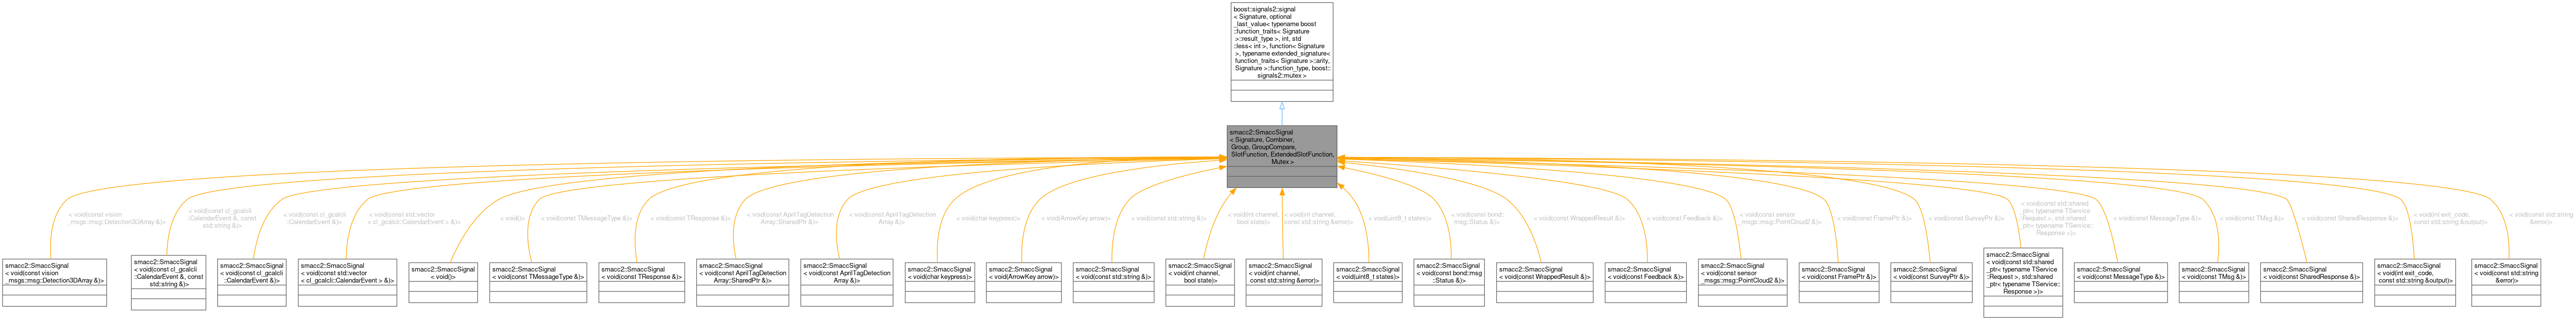 boost::signals2::signal
< Signature, optional
_last_value< typename boost
::function_traits< Signature
>::result_type >, int, std
::less< int >, function< Signature
>, typename extended_signature<
function_traits< Signature >::arity,
Signature >::function_type, boost::
signals2::mutex >
smacc2::SmaccSignal
< Signature, Combiner,
Group, GroupCompare,
SlotFunction, ExtendedSlotFunction,
Mutex >
< void(const vision
_msgs::msg::Detection3DArray &)>
< void(const cl_gcalcli
::CalendarEvent &, const
std::string &)>
< void(const cl_gcalcli
::CalendarEvent &)>
< void(const std::vector
< cl_gcalcli::CalendarEvent > &)>
< void()>
< void(const TMessageType &)>
< void(const TResponse &)>
< void(const AprilTagDetection
Array::SharedPtr &)>
< void(const AprilTagDetection
Array &)>
< void(char keypress)>
< void(ArrowKey arrow)>
< void(const std::string &)>
< void(int channel,
bool state)>
< void(int channel,
const std::string &error)>
< void(uint8_t states)>
< void(const bond::
msg::Status &)>
< void(const WrappedResult &)>
< void(const Feedback &)>
< void(const sensor
_msgs::msg::PointCloud2 &)>
< void(const FramePtr &)>
< void(const SurveyPtr &)>
< void(const std::shared
_ptr< typename TService
::Request >, std::shared
_ptr< typename TService::
Response >)>
< void(const MessageType &)>
< void(const TMsg &)>
< void(const SharedResponse &)>
< void(int exit_code,
const std::string &output)>
< void(const std::string
&error)>
smacc2::SmaccSignal
< void(const vision
_msgs::msg::Detection3DArray &)>
smacc2::SmaccSignal
< void(const cl_gcalcli
::CalendarEvent &, const
std::string &)>
smacc2::SmaccSignal
< void(const cl_gcalcli
::CalendarEvent &)>
smacc2::SmaccSignal
< void(const std::vector
< cl_gcalcli::CalendarEvent > &)>
smacc2::SmaccSignal
< void()>
smacc2::SmaccSignal
< void(const TMessageType &)>
smacc2::SmaccSignal
< void(const TResponse &)>
smacc2::SmaccSignal
< void(const AprilTagDetection
Array::SharedPtr &)>
smacc2::SmaccSignal
< void(const AprilTagDetection
Array &)>
smacc2::SmaccSignal
< void(char keypress)>
smacc2::SmaccSignal
< void(ArrowKey arrow)>
smacc2::SmaccSignal
< void(const std::string &)>
smacc2::SmaccSignal
< void(int channel,
bool state)>
smacc2::SmaccSignal
< void(int channel,
const std::string &error)>
smacc2::SmaccSignal
< void(uint8_t states)>
smacc2::SmaccSignal
< void(const bond::msg
::Status &)>
smacc2::SmaccSignal
< void(const WrappedResult &)>
smacc2::SmaccSignal
< void(const Feedback &)>
smacc2::SmaccSignal
< void(const sensor
_msgs::msg::PointCloud2 &)>
smacc2::SmaccSignal
< void(const FramePtr &)>
smacc2::SmaccSignal
< void(const SurveyPtr &)>
smacc2::SmaccSignal
< void(const std::shared
_ptr< typename TService
::Request >, std::shared
_ptr< typename TService::
Response >)>
smacc2::SmaccSignal
< void(const MessageType &)>
smacc2::SmaccSignal
< void(const TMsg &)>
smacc2::SmaccSignal
< void(const SharedResponse &)>
smacc2::SmaccSignal
< void(int exit_code,
const std::string &output)>
smacc2::SmaccSignal
< void(const std::string
&error)>